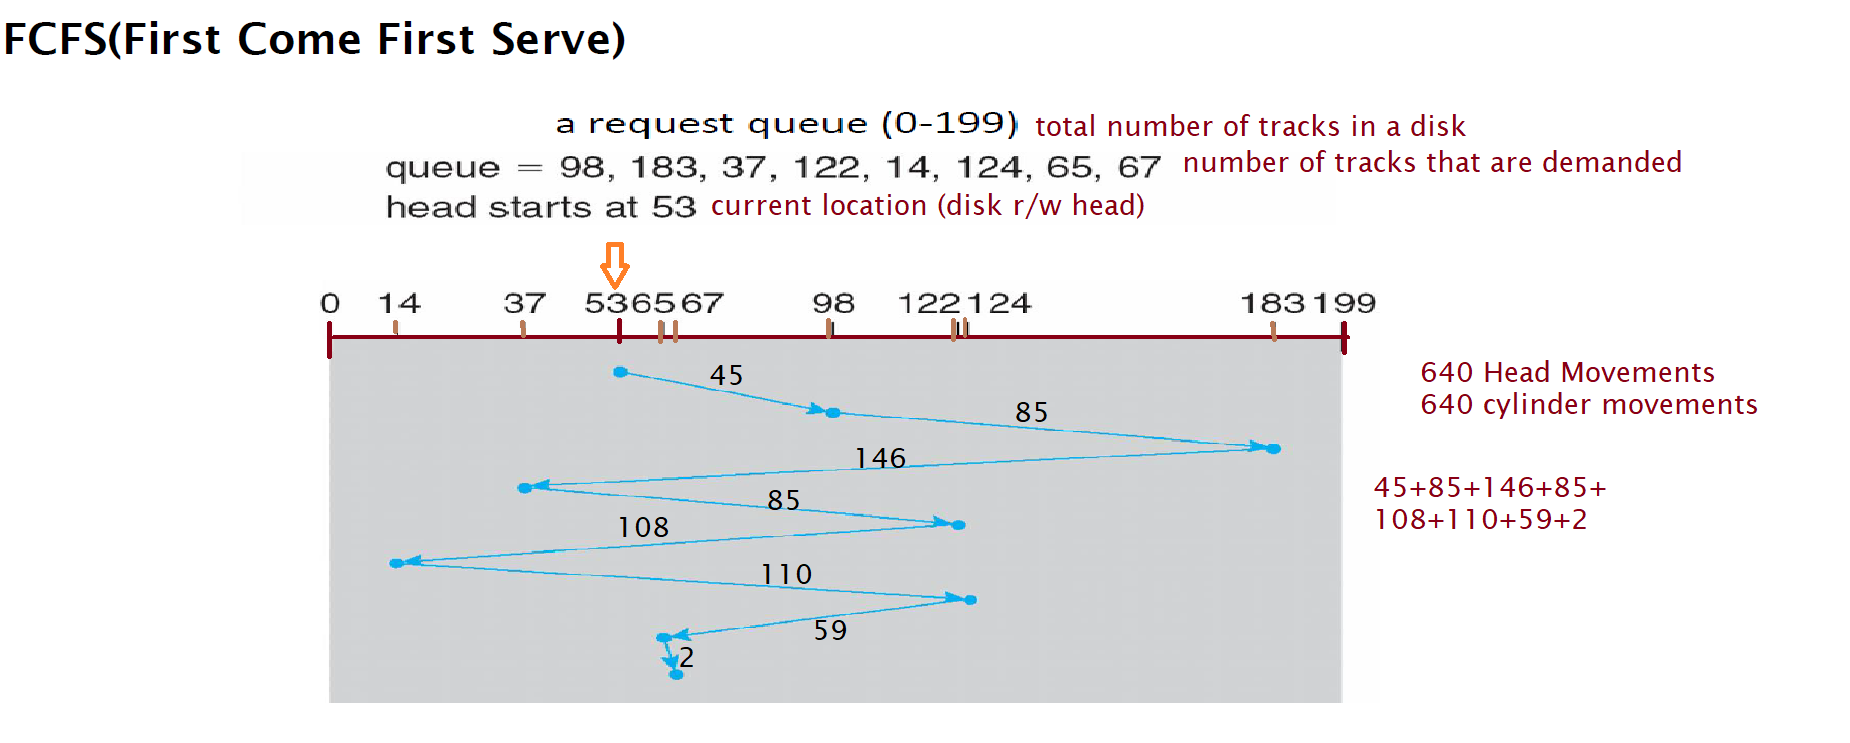 FCFS(First Come First Serve)
a request queue (0-199) total number of tracks in a disk
queue = 98, 183, 37, 122, 14, 124, 65, 67 number of tracks that are demanded
head starts at 53 current location (disk r/w head)
0 14 37 53 65 67 98 122 124 183 199
45
85
146
85
108
110
59
2
640 Head Movements
640 cylinder movements
45+85+146+85+
108+110+59+2